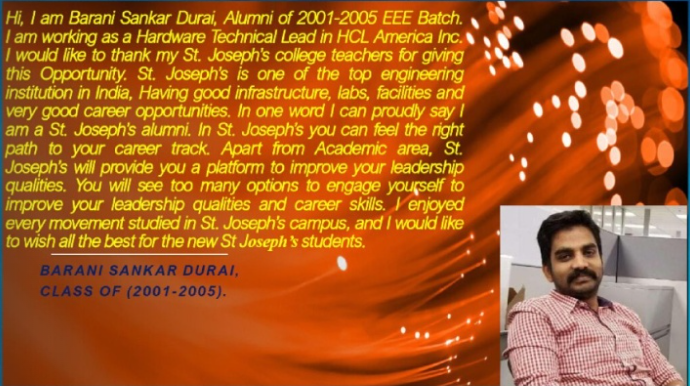 Hi, I am Barani Sankar Durai, Alumni of 2001-2005 EEE Batch.
I am working as a Hardware Technical Lead in HCL America Inc.
I would like to thank my St. Joseph's college teachers for giving
this Opportunity. St. Joseph's is one of the top engineering
institution in India, Having good infrastructure, labs, facilities and
very good career opportunities. In one word I can proudly say I
am a St. Joseph's alumni. In St. Joseph's you can feel the right
path to your career track. Apart from Academic area, St.
Joseph's will provide you a platform to improve your leadership
qualities. You will see too many options to engage yourself to
improve your leadership qualities and career skills. I enjoyed
every movement studied in St. Joseph's campus, and I would like
to wish all the best for the new St Joseph's students.
BARANI SANKAR DURAI,
CLASS OF (2001-2005).